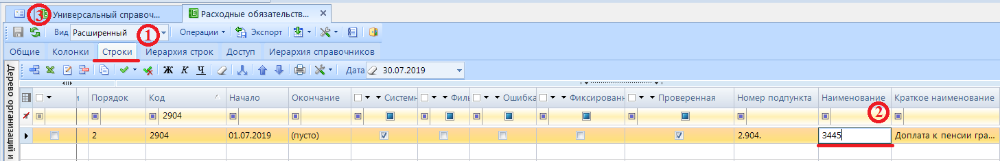 3 Универсальный справоч... Расходные обязательств...
Вид Расширенный 1 Операции Экспорт
Общие Колонки Строки Иерархия строк Доступ Иерархия справочников
Ж К Ч Дата 30.07.2019
Порядок Код Начало Окончание Системн Филь Ошибка Фиксированн Проверенная Номер подпункта Наименование Краткое наименование
2904 2
2 2904 01.07.2019 (пусто) 2.904. 3445 Доплата к пенсии гра...
Дерево организаций и